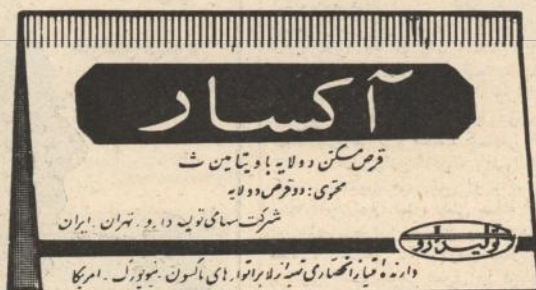 آکسار
قرص مسکن دولایه با ویتامین ث
محتوی: دو قرص دولایه
شرکت سهامی تولید دارو. تهران. ایران
تولید دارو
دارنده امتیاز انحصاری تهیه از لابراتوارهای ماکسون. نیویورک. امریکا